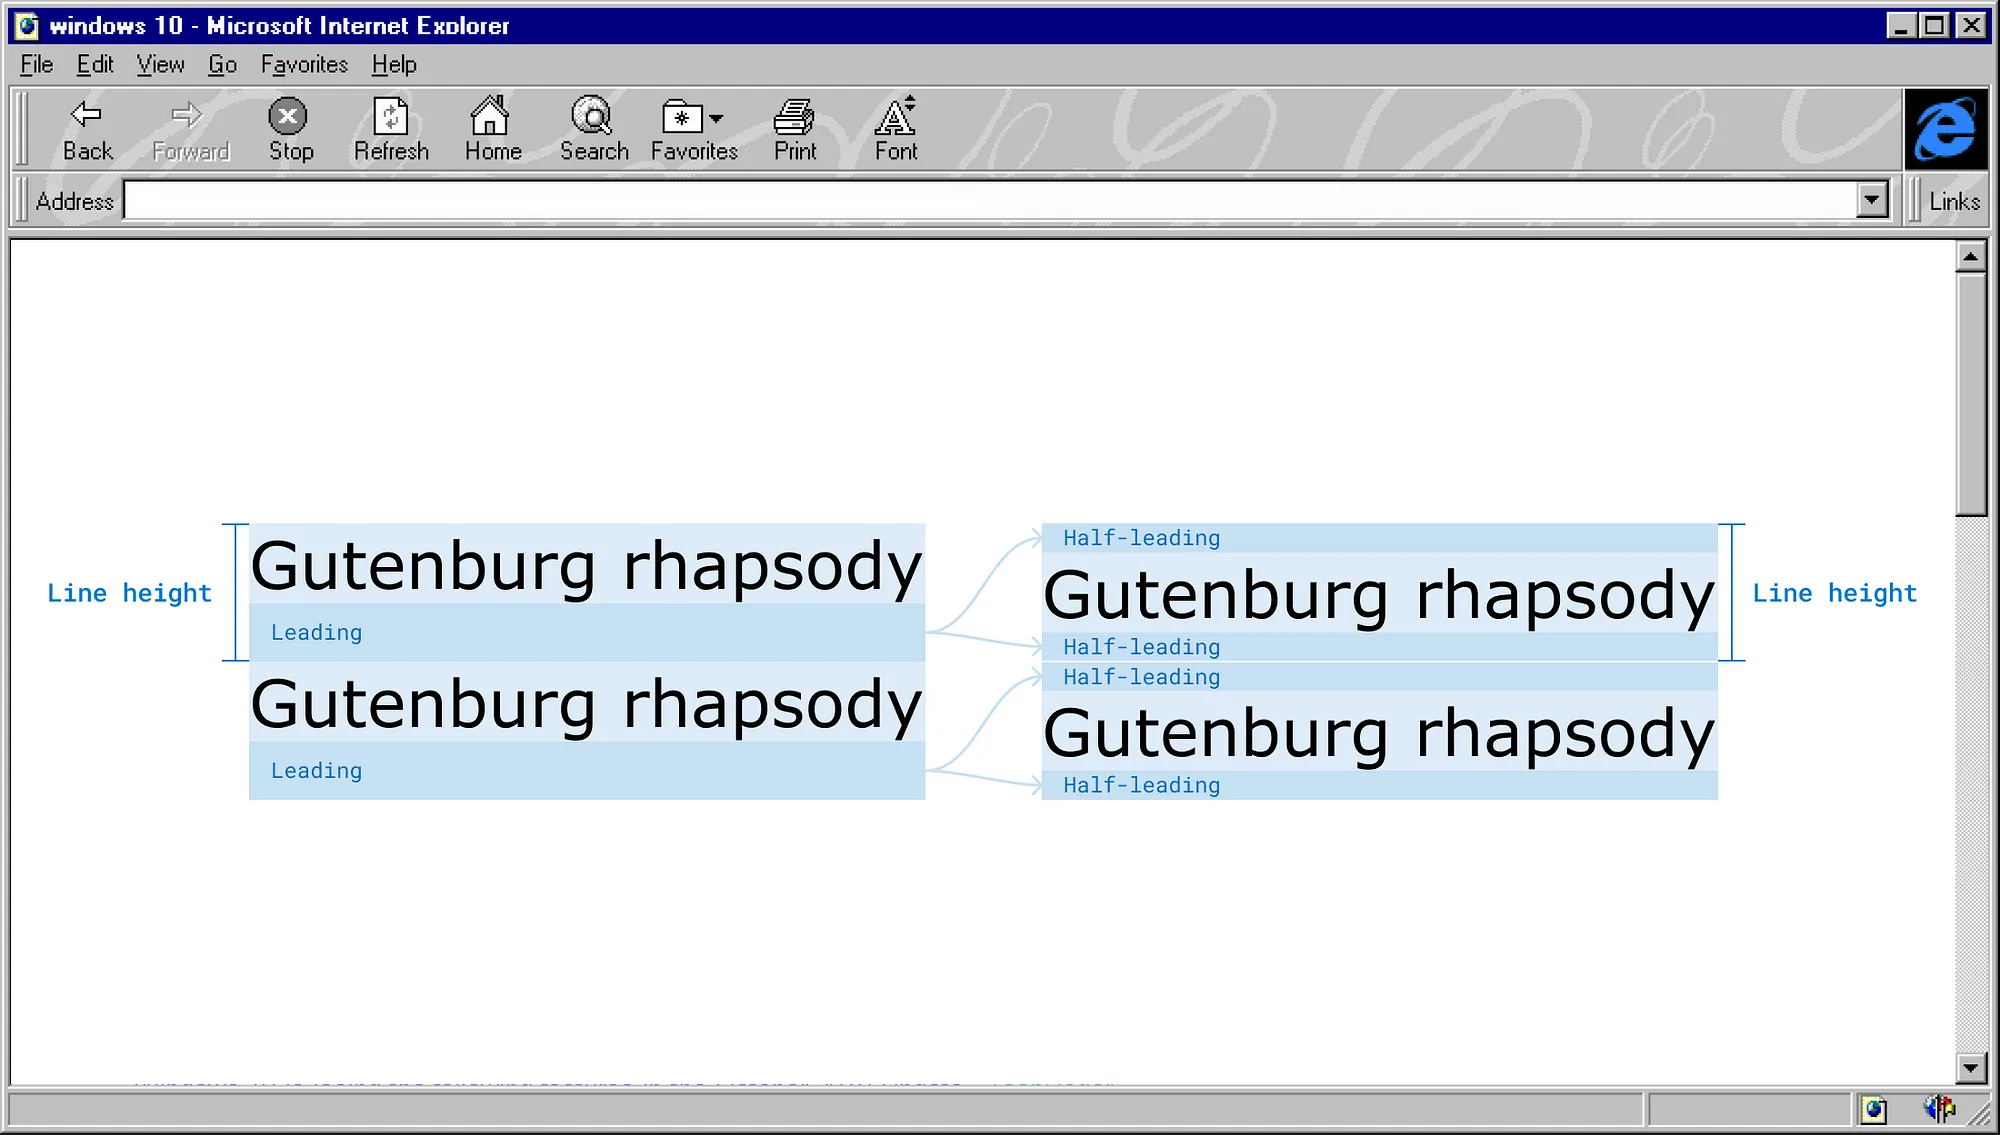 windows 10 - Microsoft Internet Explorer
File Edit View Go Favorites Help
Back Forward Stop Refresh Home Search Favorites Print Font
Address Links
Line height
Gutenburg rhapsody
Leading
Gutenburg rhapsody
Leading
Half-leading
Gutenburg rhapsody
Half-leading
Half-leading
Gutenburg rhapsody
Half-leading
Line height